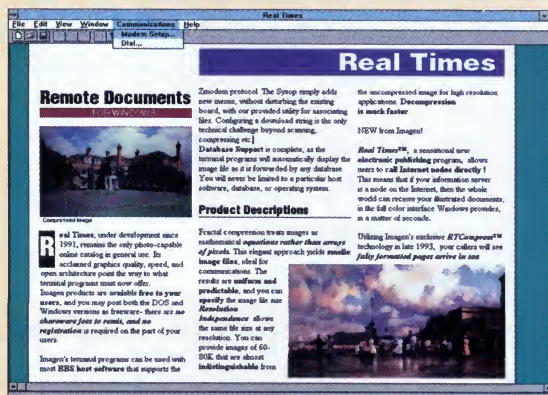 Real Times
File Edit View Window Communications Help
Modem Setup...
Dial...
Real Times
Remote Documents
FOR WINDOWS
Compressed Image
Real Times, under development since
1991, remains the only photo-capable
online catalog in general use. Its
acclaimed graphics quality, speed, and
open architecture point the way to what
terminal programs must now offer.
Imagen products are available free to your
users, and you may post both the DOS and
Windows versions as freeware- there are no
shareware fees to remit, and no
registration is required on the part of your
users.
Imagen's terminal programs can be used with
most BBS host software that supports the
Zmodem protocol. The Sysop simply adds
new menus, without disturbing the existing
board, with our provided utility for associating
files. Configuring a download string is the only
technical challenge beyond scanning,
compressing etc.
Database Support is complete, as the
terminal programs will automatically display the
image file as it is forwarded by any database.
You will never be limited to a particular host
software, database, or operating system.
Product Descriptions
Fractal compression treats images as
mathematical equations rather than arrays
of pixels. This elegant approach yields smaller
image files, ideal for
communications. The
results are uniform and
predictable, and you can
specify the image file size
Resolution
Independence allows
the same file size at any
resolution. You can
provide images of 60-
80K that are almost
indistinguishable from
the uncompressed image for high resolution
applications. Decompression
is much faster
NEW from Imagen!
Real Times™, a sensational new
electronic publishing program, allows
users to call Internet nodes directly !
This means that if your information server
is a node on the Internet, then the whole
world can receive your illustrated documents,
in the full color interface Windows provides,
in a matter of seconds.
Utilizing Imagen's exclusive RTCompress™
technology in late 1993, your callers will see
fully formatted pages arrive in ten